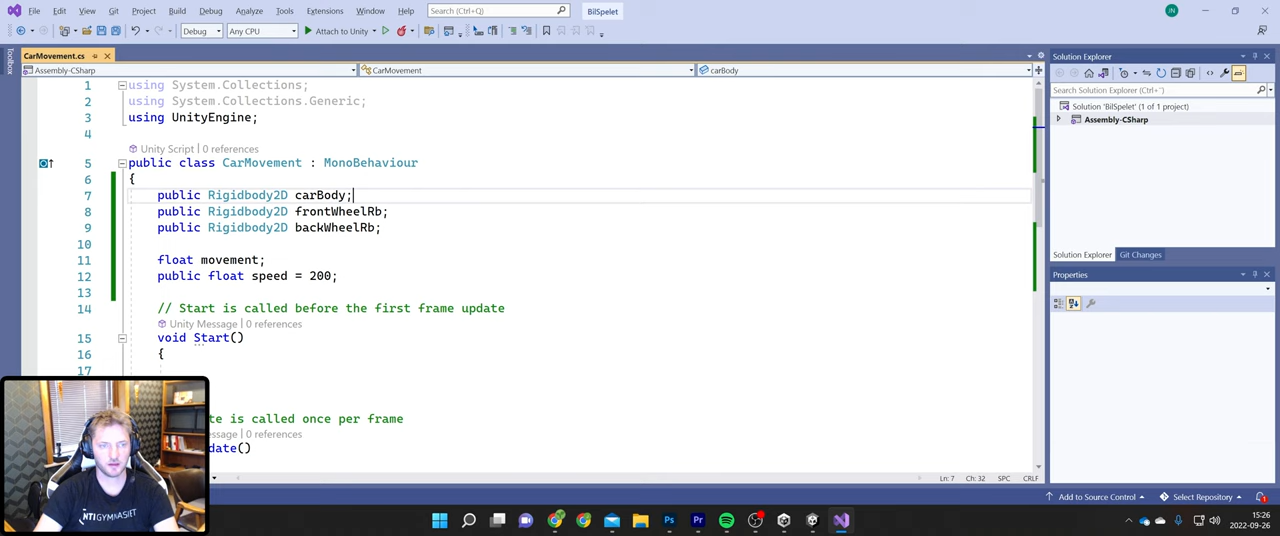 File Edit View Git Project Build Debug Analyze Tools Extensions Window Help Search (Ctrl+Q) BilSpelet JN
Debug Any CPU Attach to Unity
CarMovement.cs Solution Explorer
Assembly-CSharp CarMovement carBody
Toolbox
Search Solution Explorer (Ctrl+¨)
Solution 'BilSpelet' (1 of 1 project)
Assembly-CSharp
1 using System.Collections;
2 using System.Collections.Generic;
3 using UnityEngine;
4
Unity Script | 0 references
5 public class CarMovement : MonoBehaviour
6 {
7 public Rigidbody2D carBody;
8 public Rigidbody2D frontWheelRb;
9 public Rigidbody2D backWheelRb;
10
11 float movement;
12 public float speed = 200;
13
14 // Start is called before the first frame update
Unity Message | 0 references
15 void Start()
16 {
17
te is called once per frame
Message | 0 references
date()
Solution Explorer Git Changes
Properties
NTIGYMNASIET
Ln: 7 Ch: 32 SPC CRLF
Add to Source Control Select Repository 1
15:26
2022-09-26